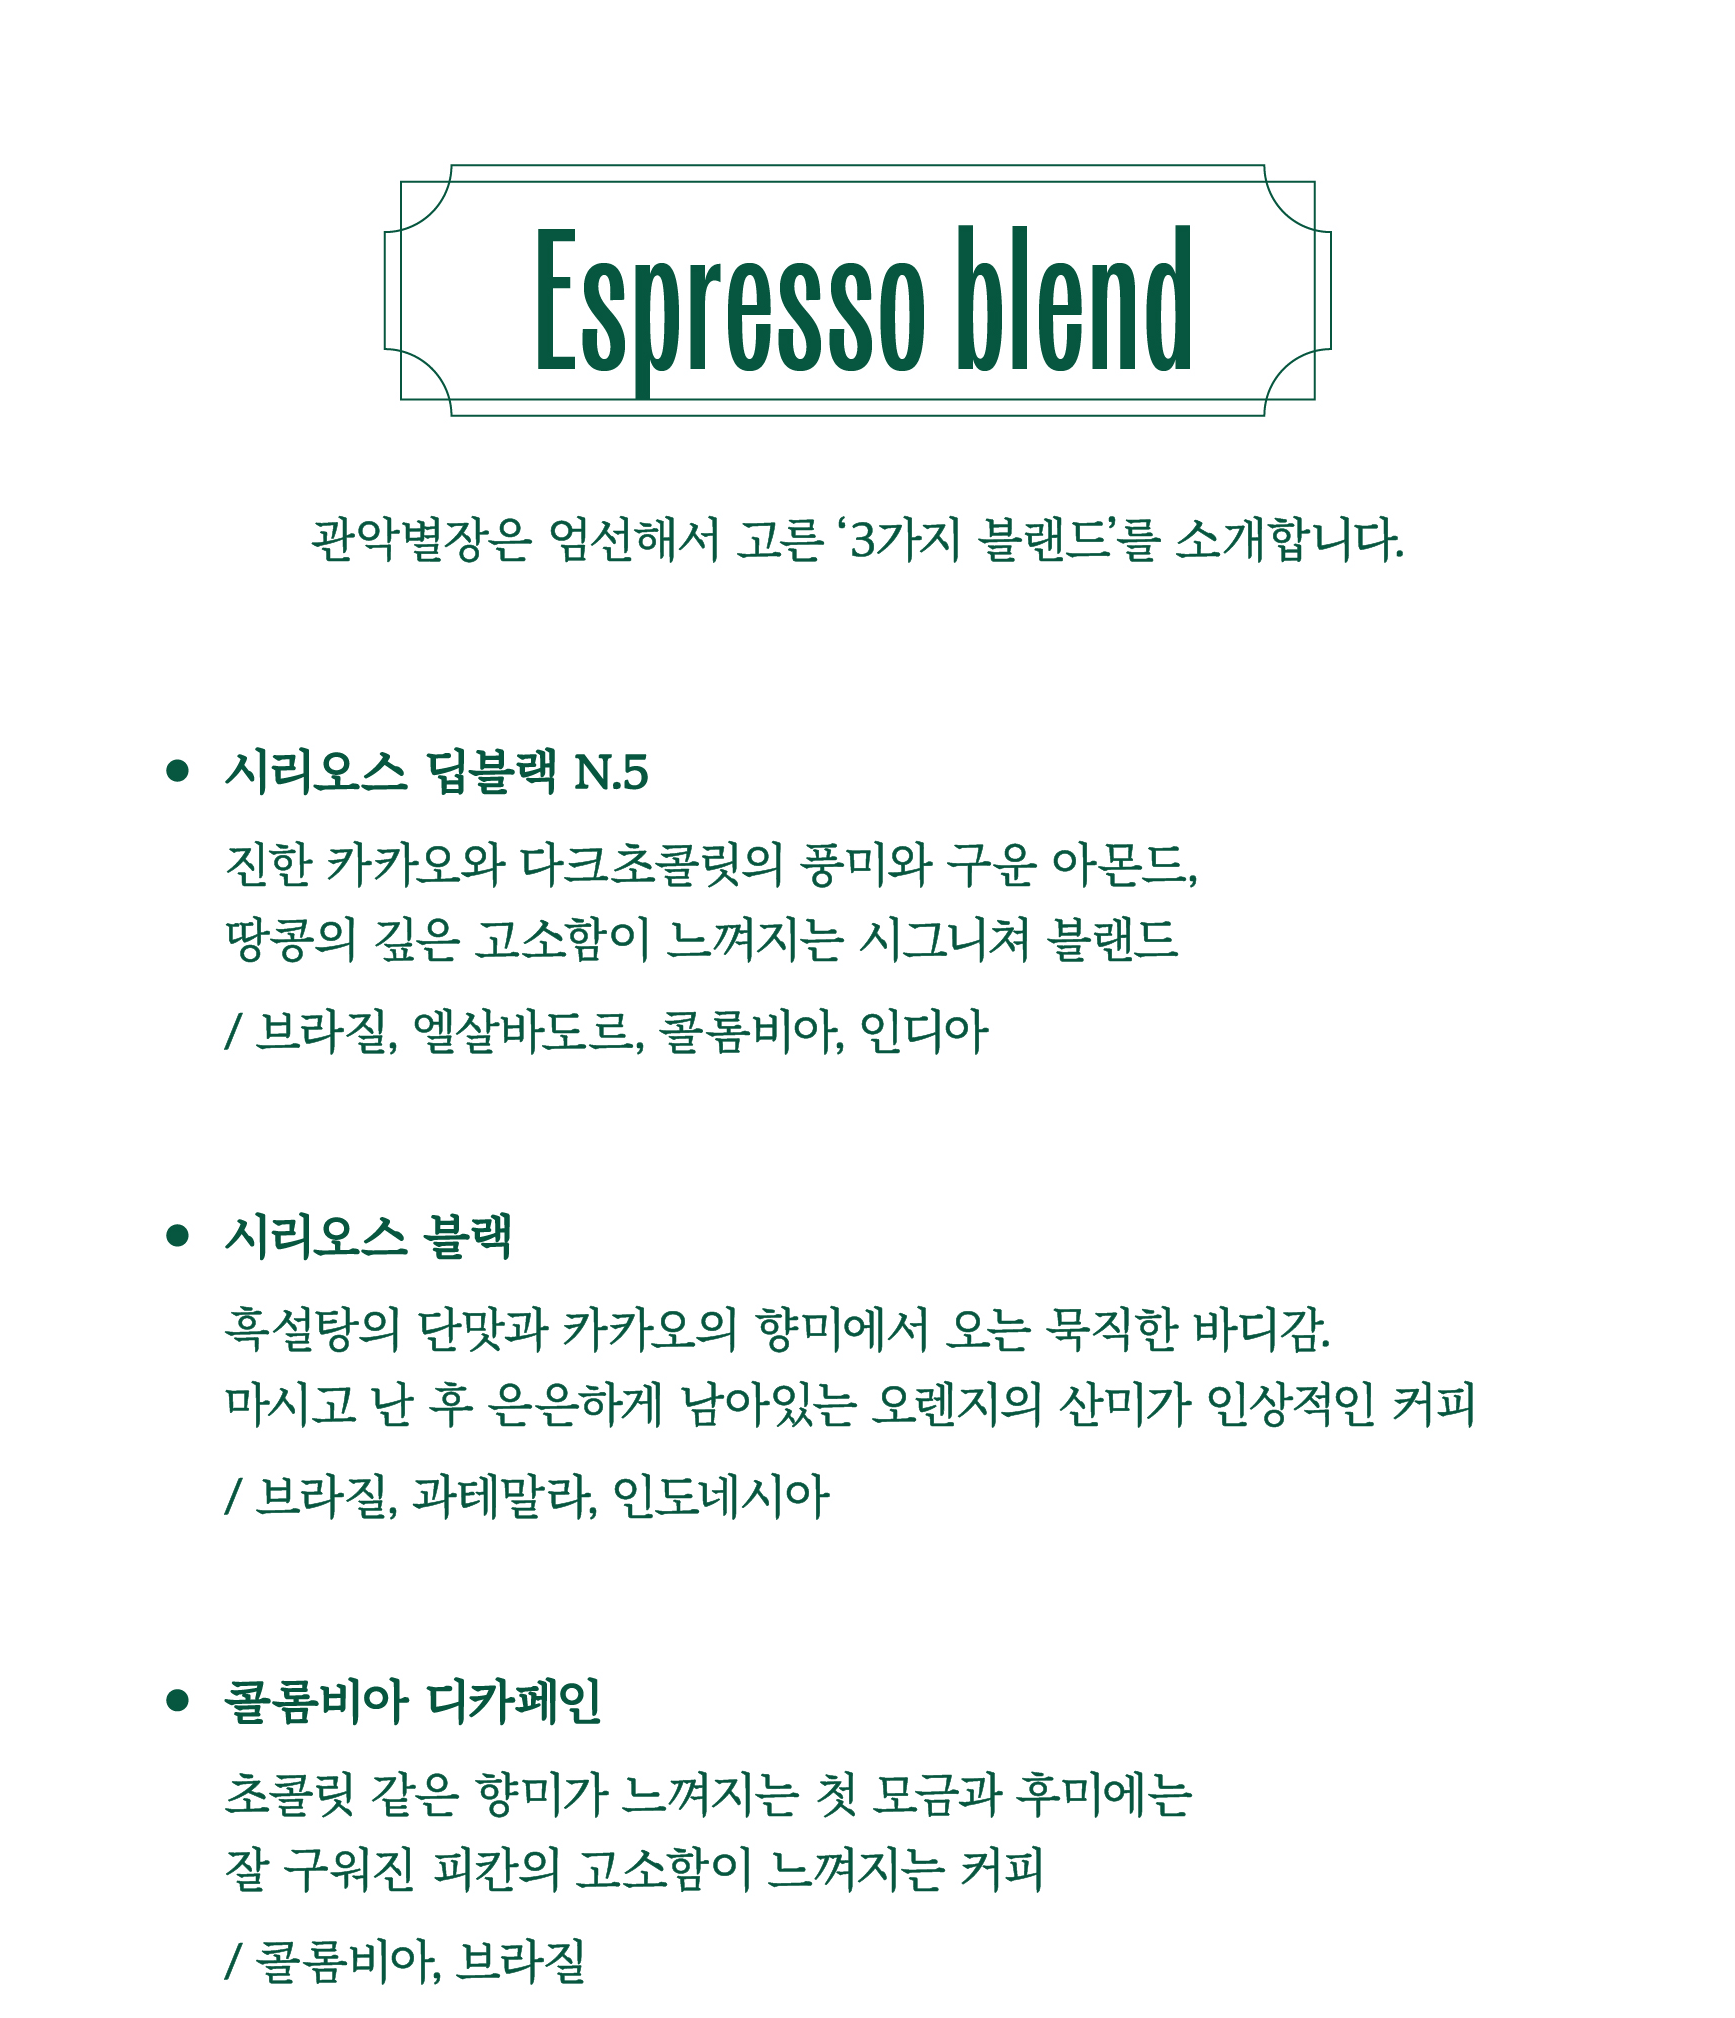 Espresso blend
관악별장은 엄선해서 고른 ‘3가지 블랜드’를 소개합니다.
● 시리오스 딥블랙 N.5
진한 카카오와 다크초콜릿의 풍미와 구운 아몬드,
땅콩의 깊은 고소함이 느껴지는 시그니쳐 블랜드
/ 브라질, 엘살바도르, 콜롬비아, 인디아
● 시리오스 블랙
흑설탕의 단맛과 카카오의 향미에서 오는 묵직한 바디감.
마시고 난 후 은은하게 남아있는 오렌지의 산미가 인상적인 커피
/ 브라질, 과테말라, 인도네시아
● 콜롬비아 디카페인
초콜릿 같은 향미가 느껴지는 첫 모금과 후미에는
잘 구워진 피칸의 고소함이 느껴지는 커피
/ 콜롬비아, 브라질